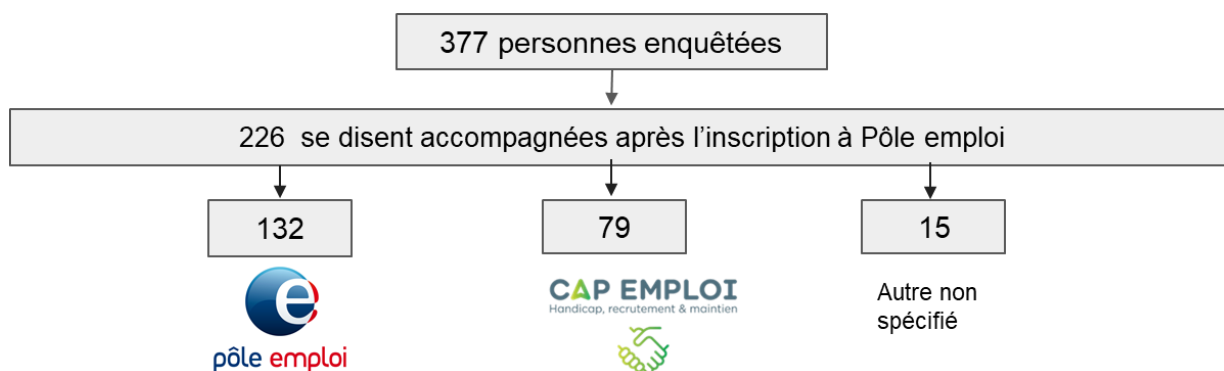 377 personnes enquêtées
226 se disent accompagnées après l’inscription à Pôle emploi
132
79
15
e
pôle emploi
CAP EMPLOI
Handicap, recrutement & maintien
Autre non
spécifié